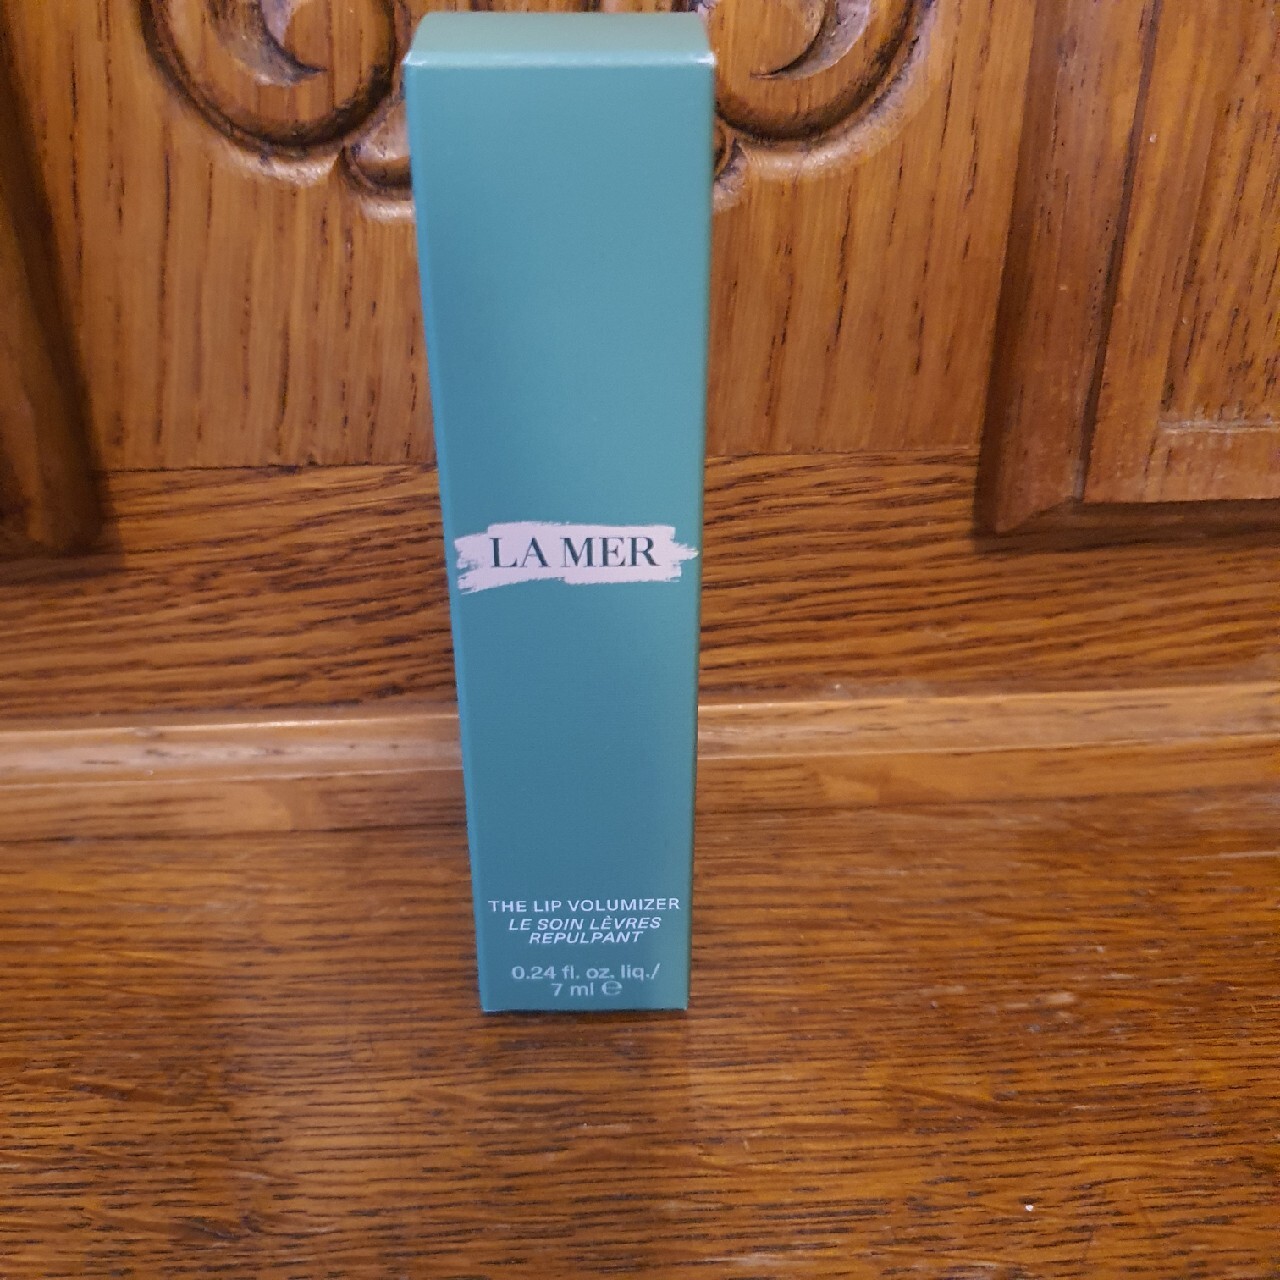 LA MER
THE LIP VOLUMIZER
LE SOIN LÈVRES
REPULPANT
0.24 fl. oz. liq./
7 ml ℮